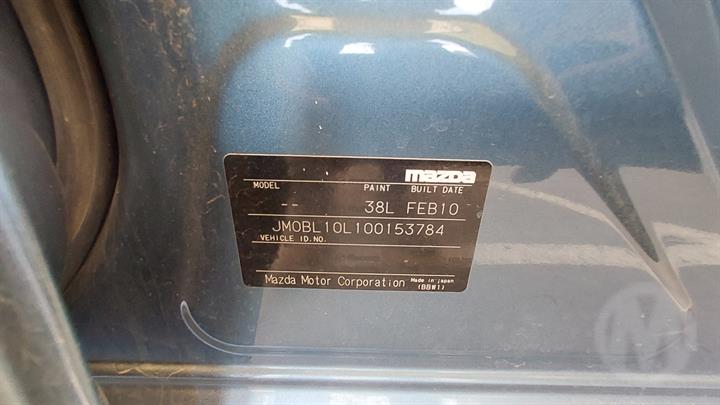 mazda
MODEL PAINT BUILT DATE
-- 38L FEB10
JM0BL10L100153784
VEHICLE ID.NO.
Mazda Motor Corporation Made in japan
(BBW1)